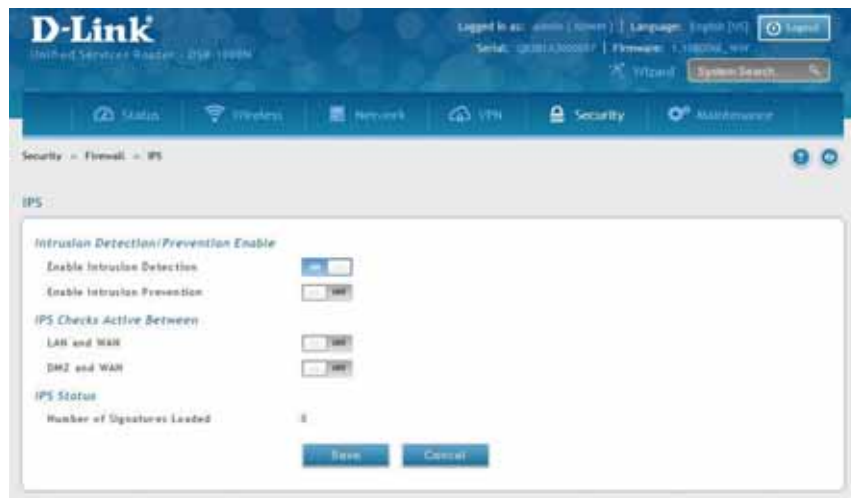 D-Link
Unified Services Router - DSR-1000N
Logged in as: admin ( ) | Language: English [US]
Logout
Serial: | Firmware:
Wizard
System Search
Status
Wireless
Network
VPN
Security
Maintenance
Security » Firewall » IPS
IPS
Intrusion Detection/Prevention Enable
Enable Intrusion Detection
ON
Enable Intrusion Prevention
OFF
IPS Checks Active Between
LAN and WAN
OFF
DMZ and WAN
OFF
IPS Status
Number of Signatures Loaded
0
Save
Cancel